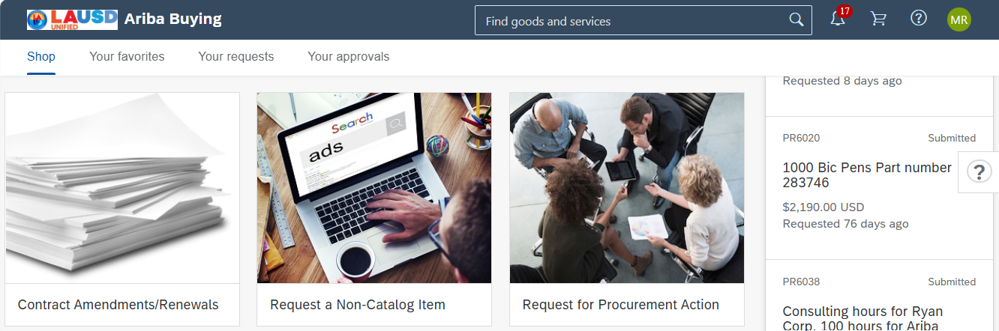 LAUSD
UNIFIED
Ariba Buying
Find goods and services
17
?
MR
Shop
Your favorites
Your requests
Your approvals
Requested 8 days ago
PR6020
Submitted
1000 Bic Pens Part number
283746
$2,190.00 USD
Requested 76 days ago
?
PR6038
Submitted
Consulting hours for Ryan
Corp. 100 hours for Ariba
Search
ads
Contract Amendments/Renewals
Request a Non-Catalog Item
Request for Procurement Action